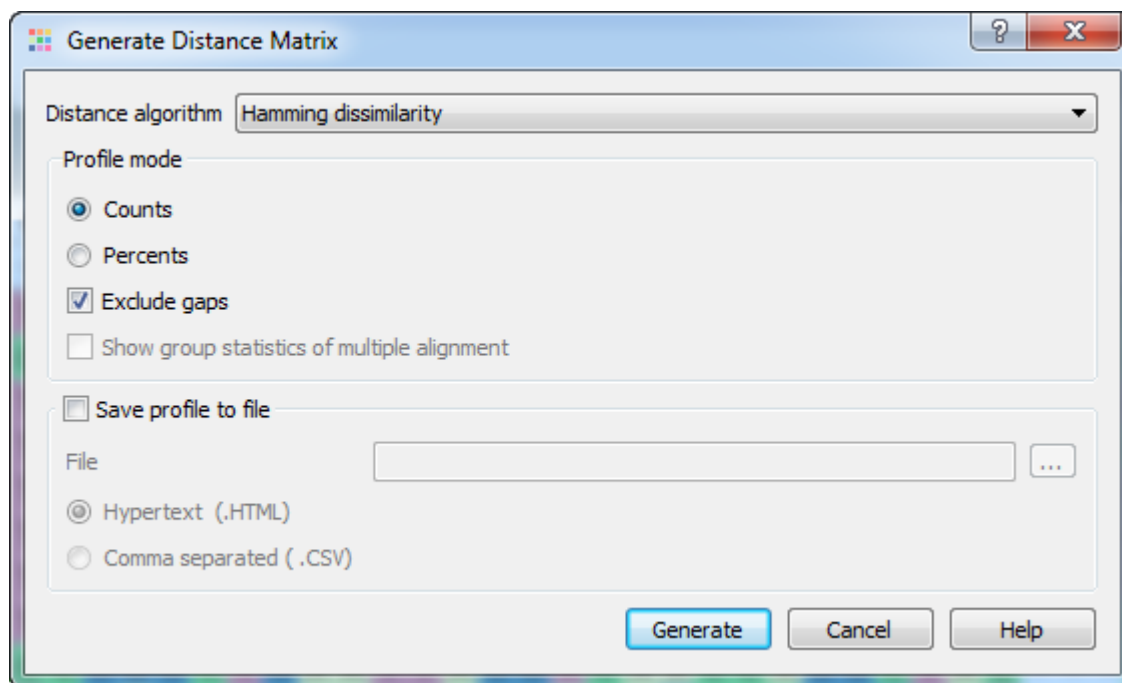 Generate Distance Matrix
?
Distance algorithm Hamming dissimilarity
Profile mode
Counts
Percents
Exclude gaps
Show group statistics of multiple alignment
Save profile to file
File ...
Hypertext (.HTML)
Comma separated ( .CSV)
Generate Cancel Help